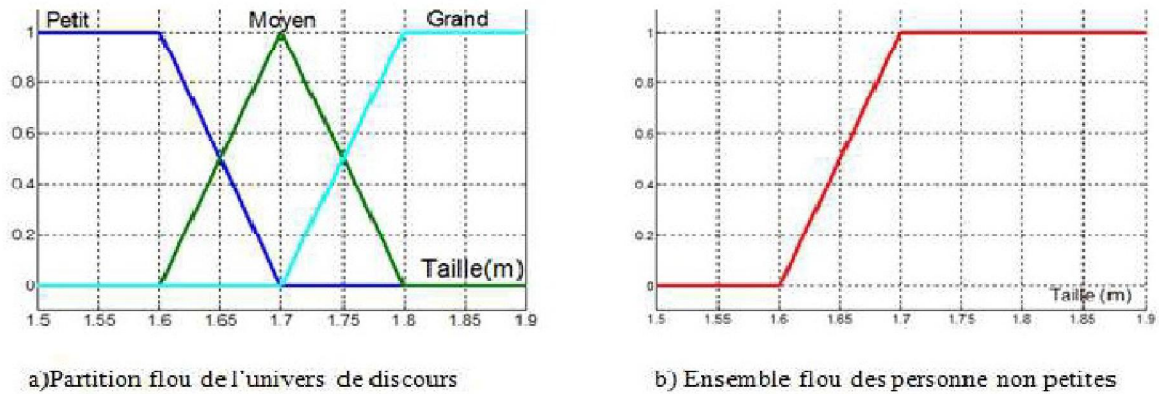 Petit Moyen Grand
1
0.8
0.6
0.4
0.2
0
Taille(m)
1.5 1.55 1.6 1.65 1.7 1.75 1.8 1.85 1.9
a)Partition flou de l'univers de discours
1
0.8
0.6
0.4
0.2
0
Taille (m)
1.5 1.55 1.6 1.65 1.7 1.75 1.8 1.85 1.9
b) Ensemble flou des personne non petites